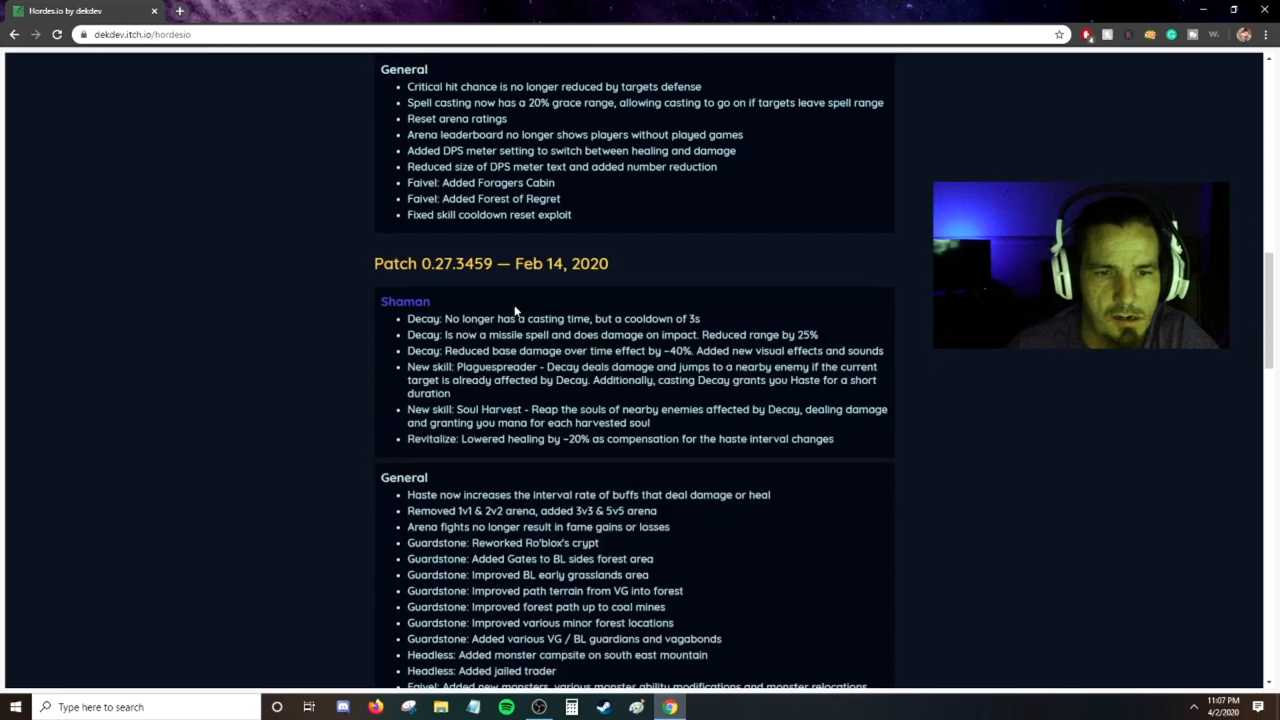 Hordes.io by dekdev
dekdev.itch.io/hordesio
General
Critical hit chance is no longer reduced by targets defense
Spell casting now has a 20% grace range, allowing casting to go on if targets leave spell range
Reset arena ratings
Arena leaderboard no longer shows players without played games
Added DPS meter setting to switch between healing and damage
Reduced size of DPS meter text and added number reduction
Faivel: Added Foragers Cabin
Faivel: Added Forest of Regret
Fixed skill cooldown reset exploit
Patch 0.27.3459 — Feb 14, 2020
Shaman
Decay: No longer has a casting time, but a cooldown of 3s
Decay: Is now a missile spell and does damage on impact. Reduced range by 25%
Decay: Reduced base damage over time effect by ~40%. Added new visual effects and sounds
New skill: Plaguespreader - Decay deals damage and jumps to a nearby enemy if the current
target is already affected by Decay. Additionally, casting Decay grants you Haste for a short
duration
New skill: Soul Harvest - Reap the souls of nearby enemies affected by Decay, dealing damage
and granting you mana for each harvested soul
Revitalize: Lowered healing by ~20% as compensation for the haste interval changes
General
Haste now increases the interval rate of buffs that deal damage or heal
Removed 1v1 & 2v2 arena, added 3v3 & 5v5 arena
Arena fights no longer result in fame gains or losses
Guardstone: Reworked Ro'blox's crypt
Guardstone: Added Gates to BL sides forest area
Guardstone: Improved BL early grasslands area
Guardstone: Improved path terrain from VG into forest
Guardstone: Improved forest path up to coal mines
Guardstone: Improved various minor forest locations
Guardstone: Added various VG / BL guardians and vagabonds
Headless: Added monster campsite on south east mountain
Headless: Added jailed trader
Faivel: Added new monsters, various monster ability modifications and monster relocations
Type here to search
11:07 PM
4/2/2020